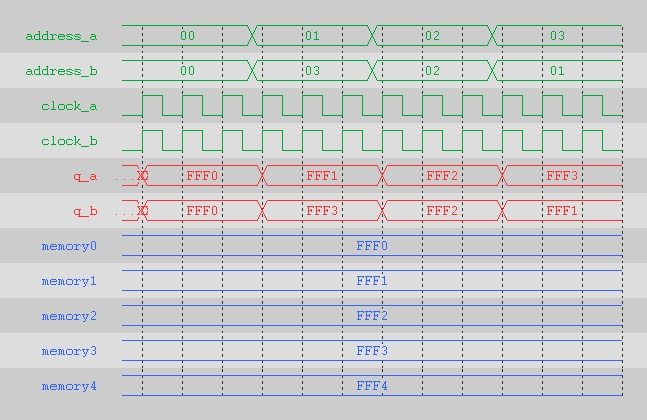 address_a 00 01 02 03
address_b 00 03 02 01
clock_a
clock_b
q_a ...X FFF0 FFF1 FFF2 FFF3
q_b ...X FFF0 FFF3 FFF2 FFF1
memory0 FFF0
memory1 FFF1
memory2 FFF2
memory3 FFF3
memory4 FFF4